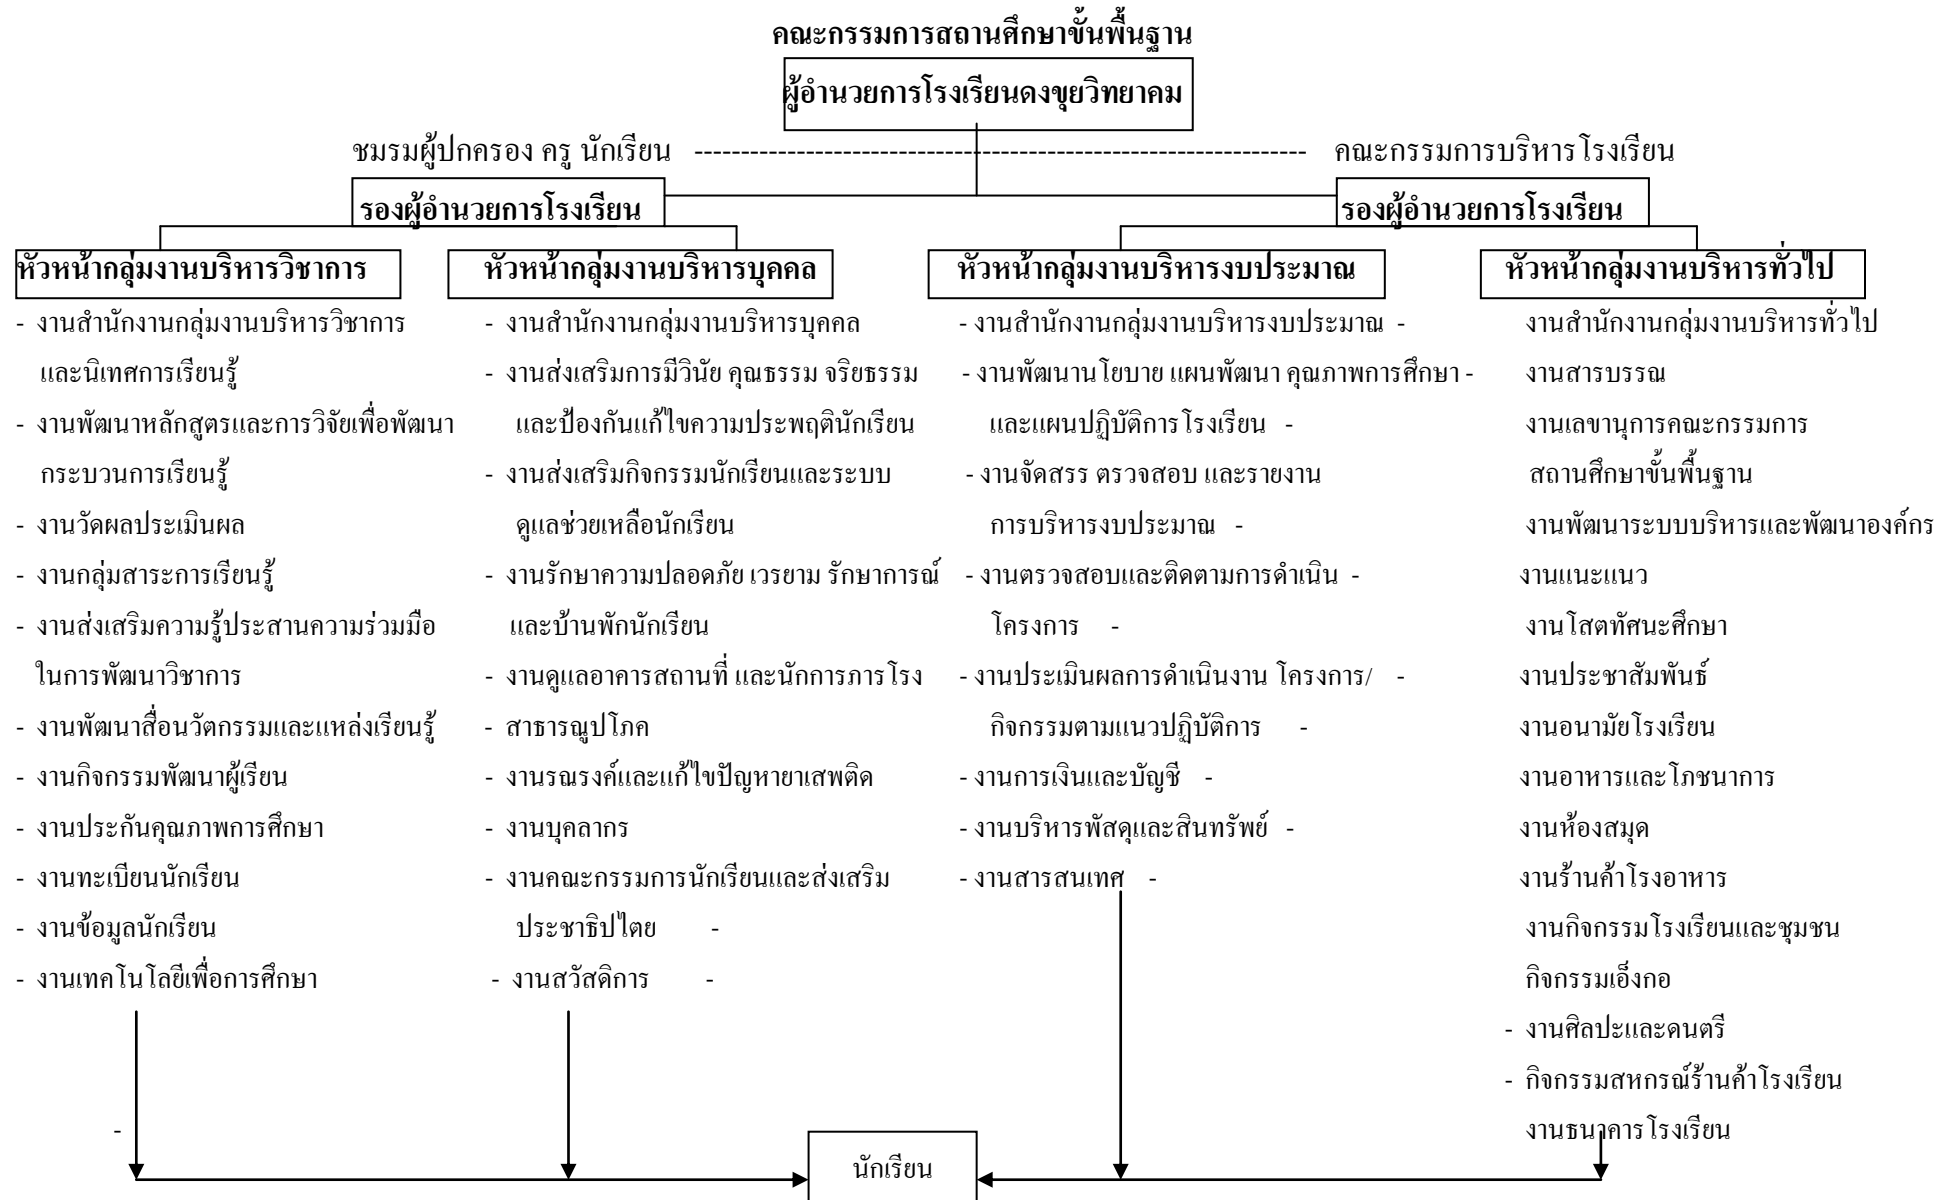 คณะกรรมการสถานศึกษาขั้นพื้นฐาน
ผู้อำนวยการโรงเรียนดงขุยวิทยาคม
ชมรมผู้ปกครอง ครู นักเรียน ---------------------------------------------------------------------- คณะกรรมการบริหารโรงเรียน
รองผู้อำนวยการโรงเรียน
รองผู้อำนวยการโรงเรียน
หัวหน้ากลุ่มงานบริหารวิชาการ
- งานสำนักงานกลุ่มงานบริหารวิชาการ
และนิเทศการเรียนรู้
- งานพัฒนาหลักสูตรและการวิจัยเพื่อพัฒนา
กระบวนการเรียนรู้
- งานวัดผลประเมินผล
- งานกลุ่มสาระการเรียนรู้
- งานส่งเสริมความรู้ประสานความร่วมมือ
ในการพัฒนาวิชาการ
- งานพัฒนาสื่อนวัตกรรมและแหล่งเรียนรู้
- งานกิจกรรมพัฒนาผู้เรียน
- งานประกันคุณภาพการศึกษา
- งานทะเบียนนักเรียน
- งานข้อมูลนักเรียน
- งานเทคโนโลยีเพื่อการศึกษา
-
หัวหน้ากลุ่มงานบริหารบุคคล
- งานสำนักงานกลุ่มงานบริหารบุคคล
- งานส่งเสริมการมีวินัย คุณธรรม จริยธรรม
และป้องกันแก้ไขความประพฤตินักเรียน
- งานส่งเสริมกิจกรรมนักเรียนและระบบ
ดูแลช่วยเหลือนักเรียน
- งานรักษาความปลอดภัย เวรยาม รักษาการณ์
และบ้านพักนักเรียน
- งานดูแลอาคารสถานที่ และนักการภารโรง
- สาธารณูปโภค
- งานรณรงค์และแก้ไขปัญหายาเสพติด
- งานบุคลากร
- งานคณะกรรมการนักเรียนและส่งเสริม
ประชาธิปไตย -
- งานสวัสดิการ -
หัวหน้ากลุ่มงานบริหารงบประมาณ
- งานสำนักงานกลุ่มงานบริหารงบประมาณ -
- งานพัฒนานโยบาย แผนพัฒนา คุณภาพการศึกษา -
และแผนปฏิบัติการโรงเรียน -
- งานจัดสรร ตรวจสอบ และรายงาน
การบริหารงบประมาณ -
- งานตรวจสอบและติดตามการดำเนิน -
โครงการ -
- งานประเมินผลการดำเนินงาน โครงการ/ -
กิจกรรมตามแนวปฏิบัติการ -
- งานการเงินและบัญชี -
- งานบริหารพัสดุและสินทรัพย์ -
- งานสารสนเทศ -
หัวหน้ากลุ่มงานบริหารทั่วไป
งานสำนักงานกลุ่มงานบริหารทั่วไป
งานสารบรรณ
งานเลขานุการคณะกรรมการ
สถานศึกษาขั้นพื้นฐาน
งานพัฒนาระบบบริหารและพัฒนาองค์กร
งานแนะแนว
งานโสตทัศนะศึกษา
งานประชาสัมพันธ์
งานอนามัยโรงเรียน
งานอาหารและโภชนาการ
งานห้องสมุด
งานร้านค้าโรงอาหาร
งานกิจกรรมโรงเรียนและชุมชน
กิจกรรมเอ็งกอ
- งานศิลปะและดนตรี
- กิจกรรมสหกรณ์ร้านค้าโรงเรียน
งานธนาคารโรงเรียน
นักเรียน